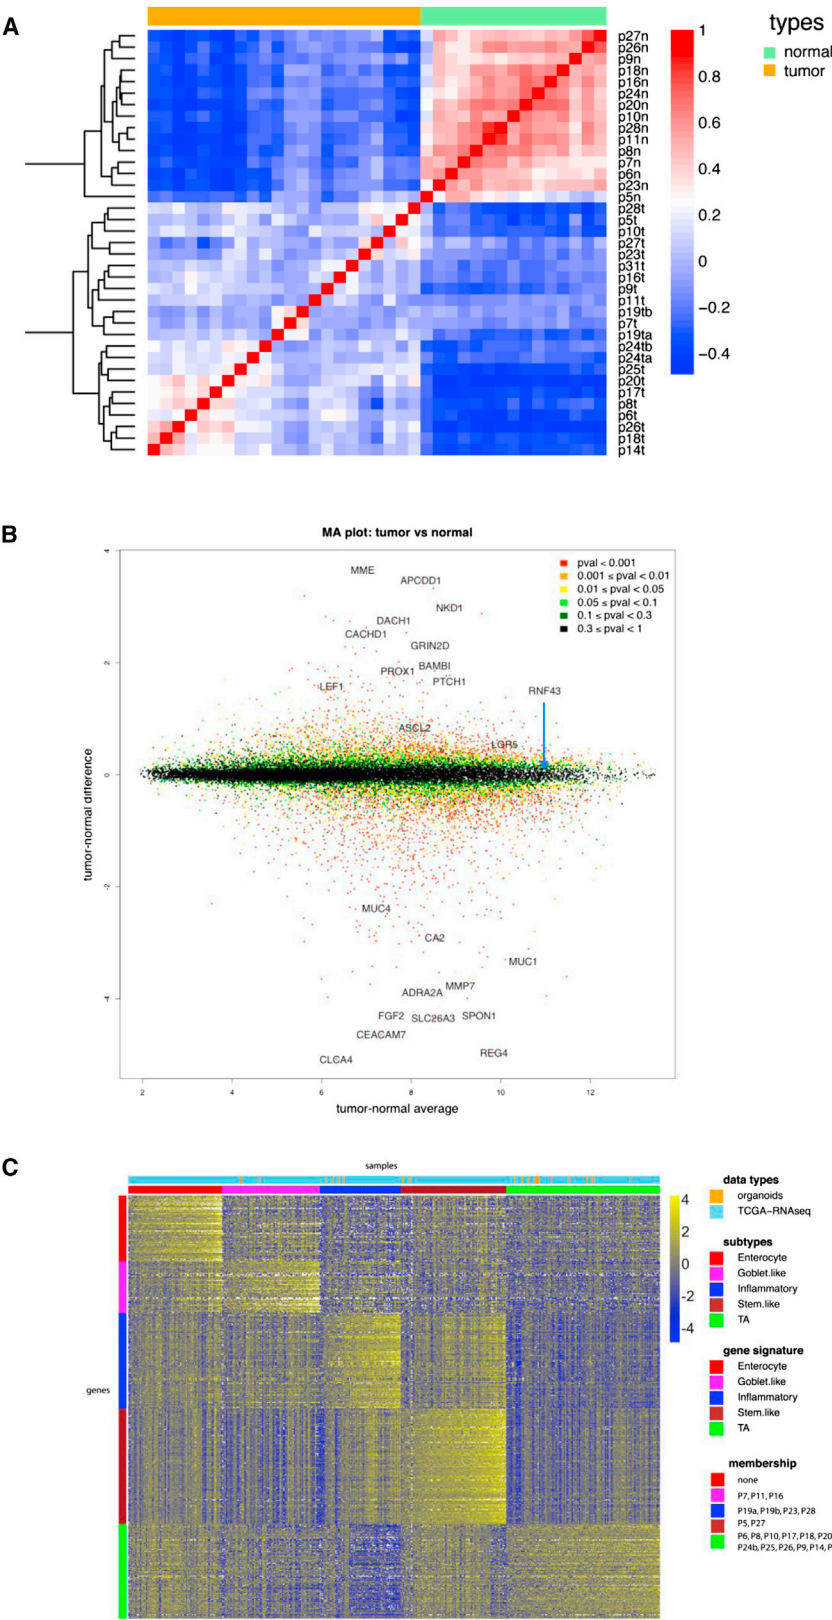 A
types
normal
tumor
1
0.8
0.6
0.4
0.2
0
−0.2
−0.4
p27n
p26n
p9n
p18n
p16n
p24n
p20n
p10n
p28n
p11n
p8n
p7n
p6n
p23n
p5n
p28t
p5t
p10t
p27t
p23t
p31t
p16t
p9t
p11t
p19tb
p7t
p19ta
p24tb
p24ta
p25t
p20t
p17t
p8t
p6t
p26t
p18t
p14t
B
MA plot: tumor vs normal
pval < 0.001
0.001 ≤ pval < 0.01
0.01 ≤ pval < 0.05
0.05 ≤ pval < 0.1
0.1 ≤ pval < 0.3
0.3 ≤ pval < 1
MME
APCDD1
NKD1
DACH1
CACHD1
GRIN2D
BAMBI
PROX1
PTCH1
LEF1
RNF43
ASCL2
LGR5
MUC4
CA2
MUC1
MMP7
ADRA2A
FGF2
SLC26A3
SPON1
CEACAM7
REG4
CLCA4
4
2
0
-2
-4
tumor-normal difference
2 4 6 8 10 12
tumor-normal average
C
samples
genes
4
2
0
−2
−4
data types
organoids
TCGA−RNAseq
subtypes
Enterocyte
Goblet.like
Inflammatory
Stem.like
TA
gene signature
Enterocyte
Goblet.like
Inflammatory
Stem.like
TA
membership
none
P7, P11, P16
P19a, P19b, P23, P28
P5, P27
P6, P8, P10, P17, P18, P20
P24b, P25, P26, P9, P14, P